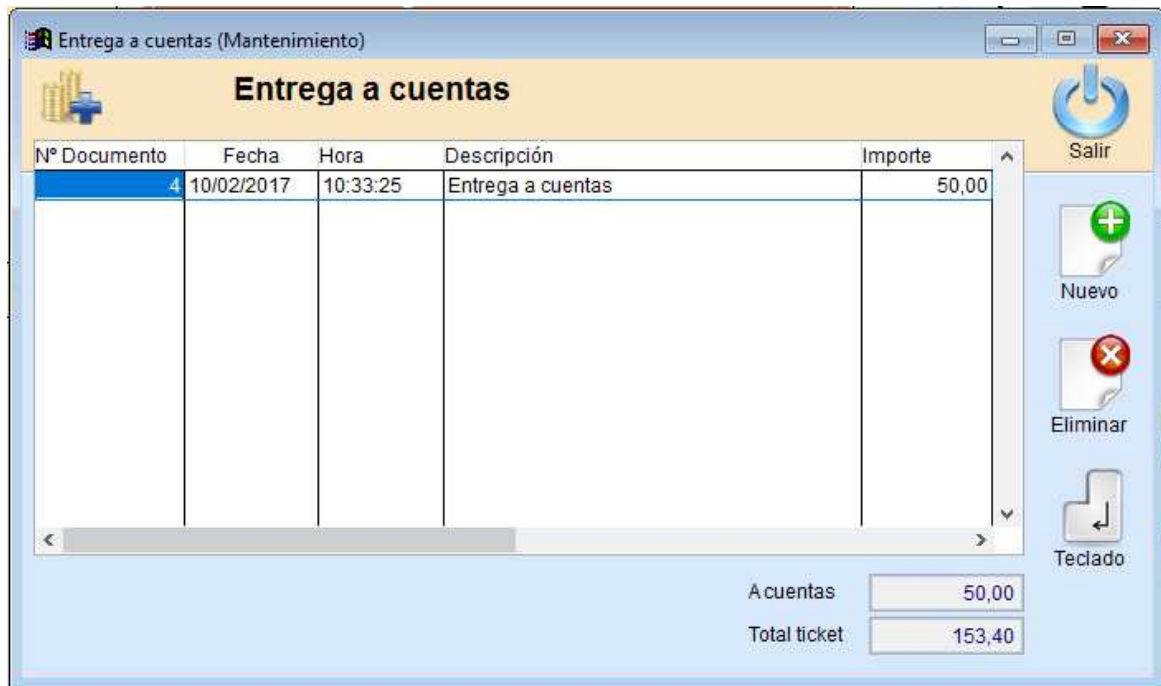 Entrega a cuentas (Mantenimiento)
Entrega a cuentas
Salir
Nº Documento Fecha Hora Descripción Importe
4 10/02/2017 10:33:25 Entrega a cuentas 50,00
Nuevo
Eliminar
Teclado
A cuentas 50,00
Total ticket 153,40